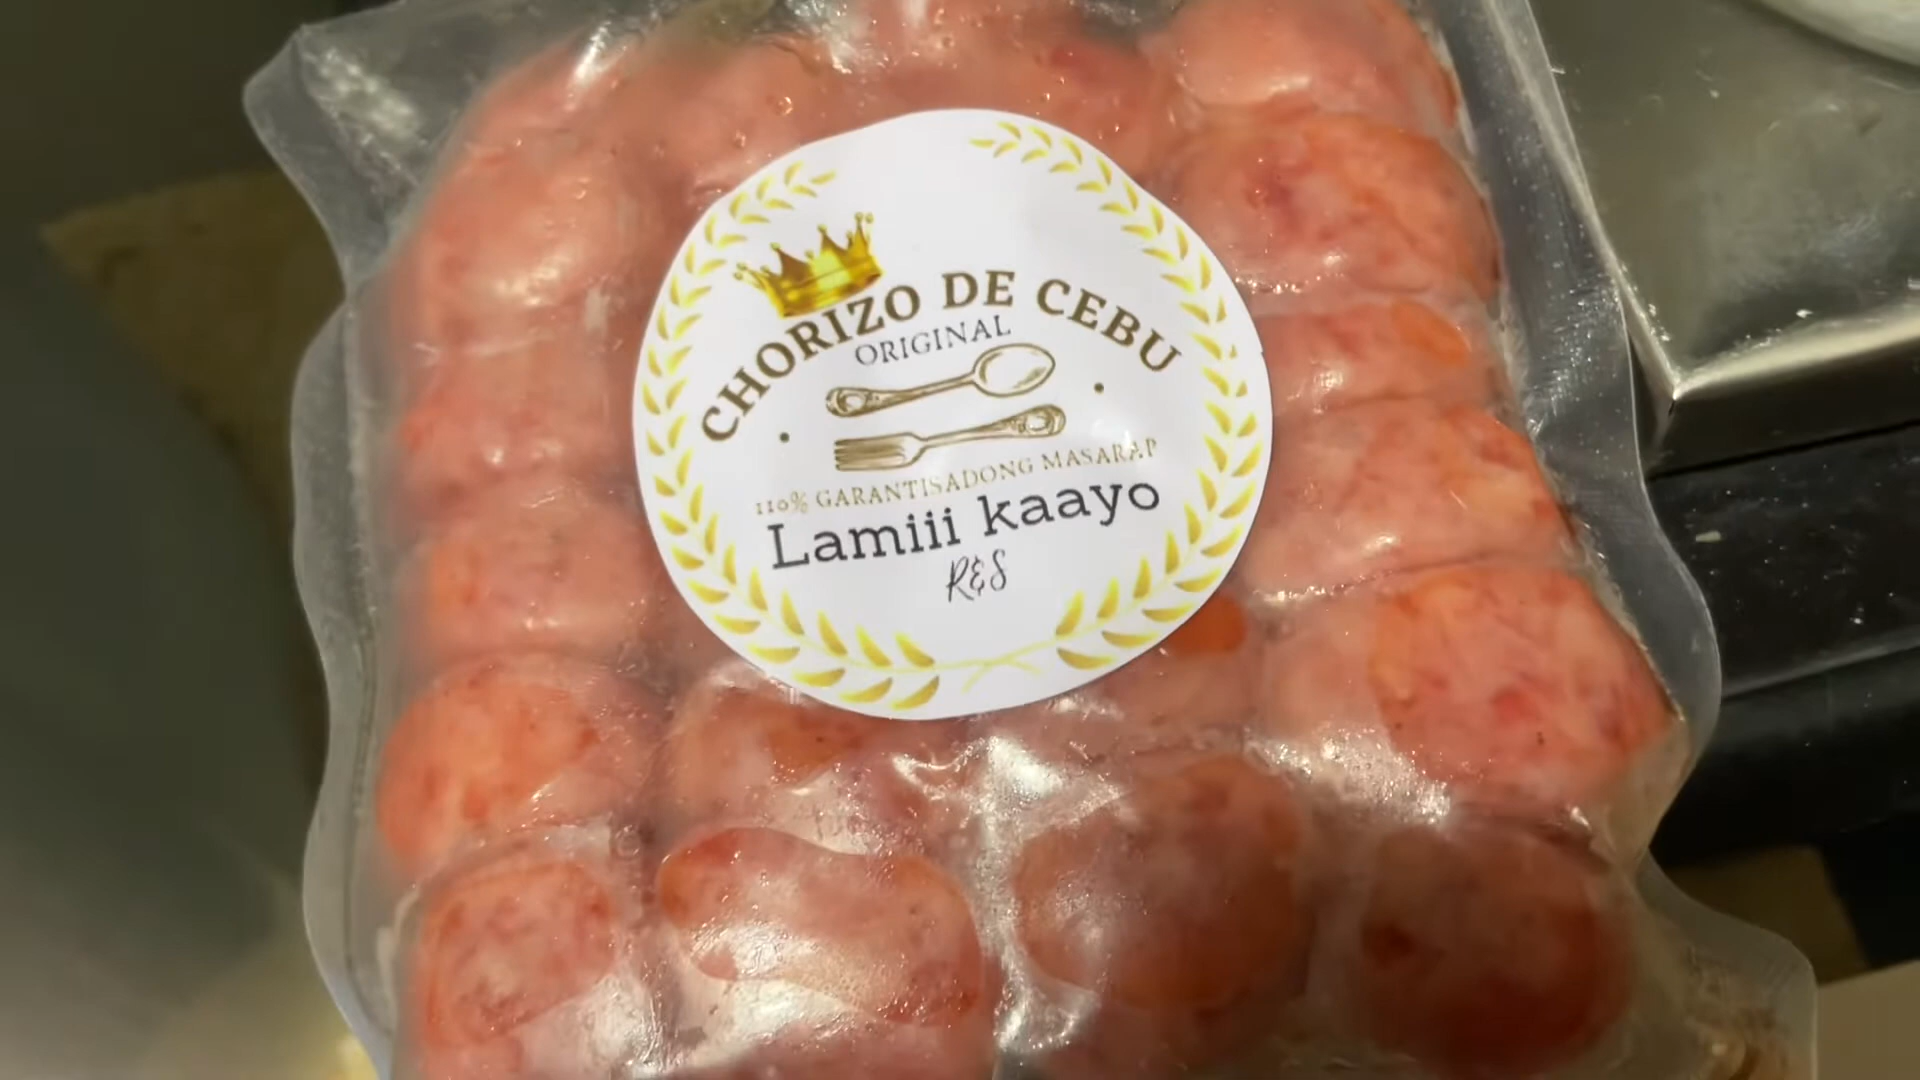 CHORIZO DE CEBU
ORIGINAL
110% GARANTISADONG MASARAP
Lamiii kaayo
R&S